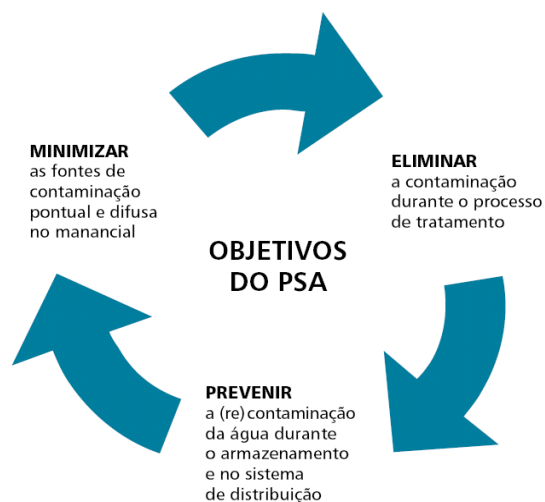 MINIMIZAR
as fontes de
contaminação
pontual e difusa
no manancial
ELIMINAR
a contaminação
durante o processo
de tratamento
OBJETIVOS
DO PSA
PREVENIR
a (re)contaminação
da água durante
o armazenamento
e no sistema
de distribuição